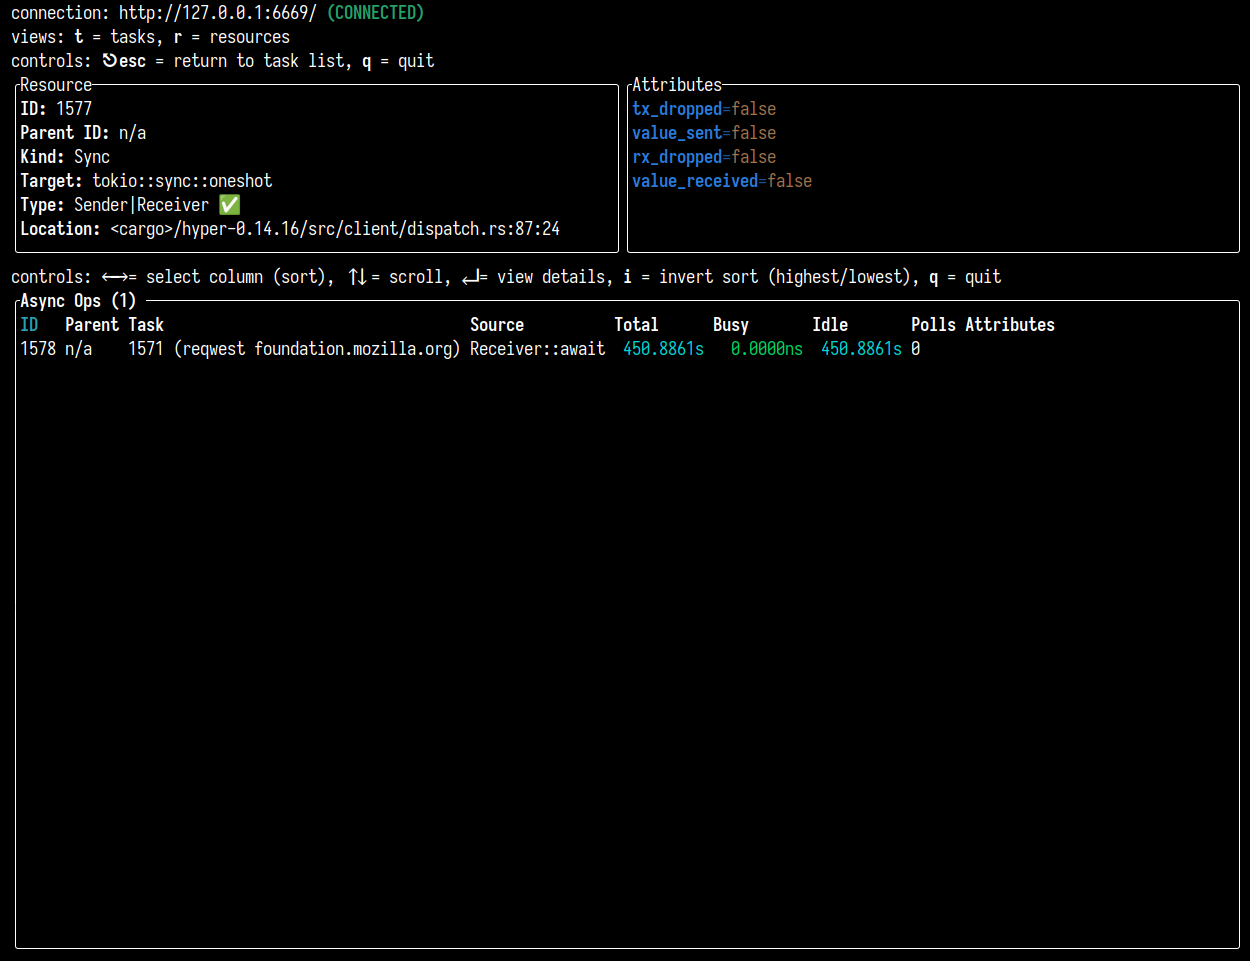 connection: http://127.0.0.1:6669/ (CONNECTED)
views: t = tasks, r = resources
controls: ⎋esc = return to task list, q = quit
Resource
ID: 1577
Parent ID: n/a
Kind: Sync
Target: tokio::sync::oneshot
Type: Sender|Receiver ✅
Location: <cargo>/hyper-0.14.16/src/client/dispatch.rs:87:24
Attributes
tx_dropped=false
value_sent=false
rx_dropped=false
value_received=false
controls: ←→= select column (sort), ↑↓= scroll, ↵= view details, i = invert sort (highest/lowest), q = quit
Async Ops (1)
ID Parent Task Source Total Busy Idle Polls Attributes
1578 n/a 1571 (reqwest foundation.mozilla.org) Receiver::await 450.8861s 0.0000ns 450.8861s 0